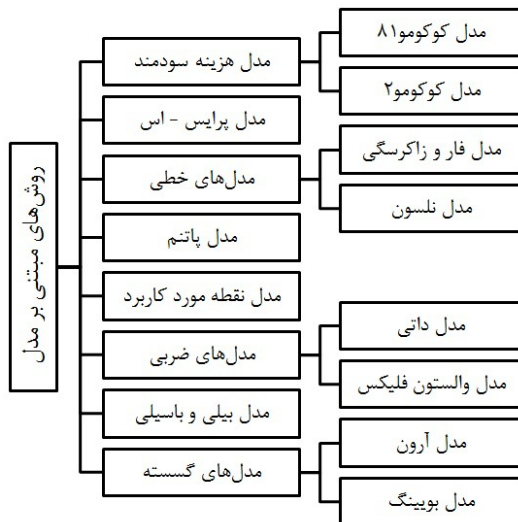 روش‌های مبتنی بر مدل
مدل هزینه سودمند
مدل کوکومو۸۱
مدل کوکومو۲
مدل پرایس - اس
مدل‌های خطی
مدل فار و زاکرسگی
مدل نلسون
مدل پاتنم
مدل نقطه مورد کاربرد
مدل‌های ضربی
مدل داتی
مدل والستون فلیکس
مدل بیلی و باسیلی
مدل‌های گسسته
مدل آرون
مدل بویینگ